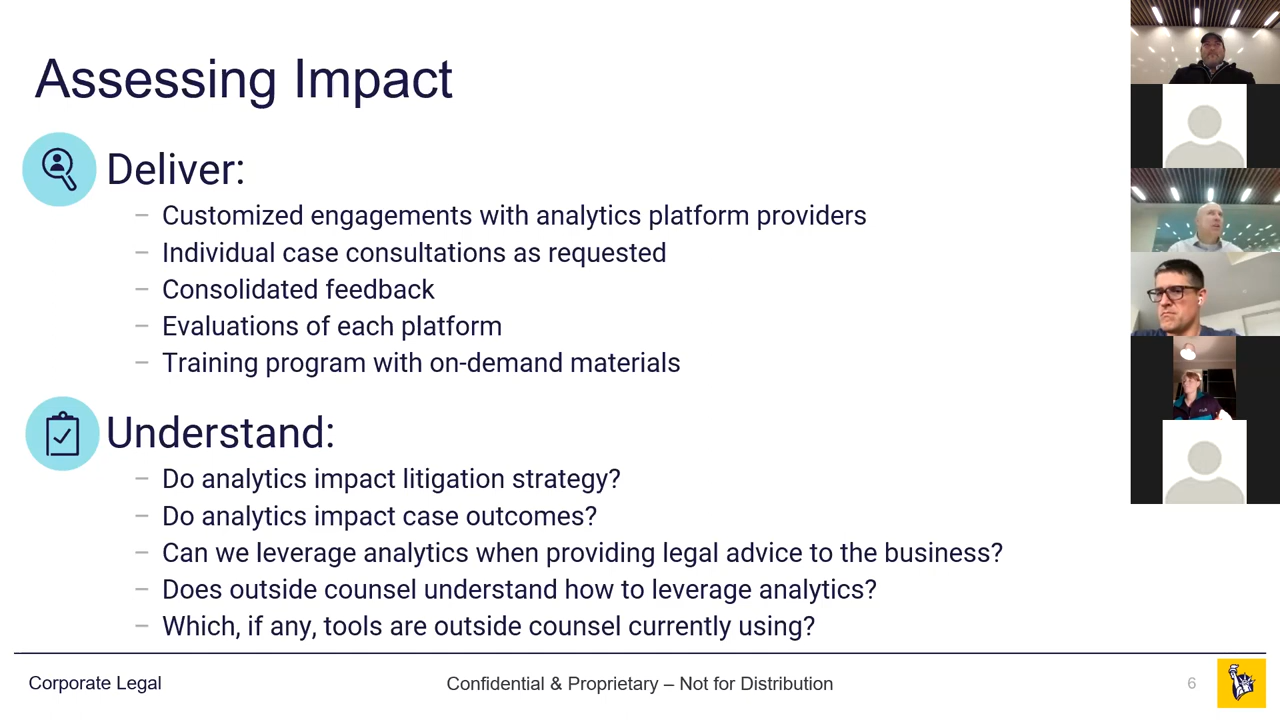 Assessing Impact
Deliver:
– Customized engagements with analytics platform providers
– Individual case consultations as requested
– Consolidated feedback
– Evaluations of each platform
– Training program with on-demand materials
Understand:
– Do analytics impact litigation strategy?
– Do analytics impact case outcomes?
– Can we leverage analytics when providing legal advice to the business?
– Does outside counsel understand how to leverage analytics?
– Which, if any, tools are outside counsel currently using?
Corporate Legal
Confidential & Proprietary – Not for Distribution
6